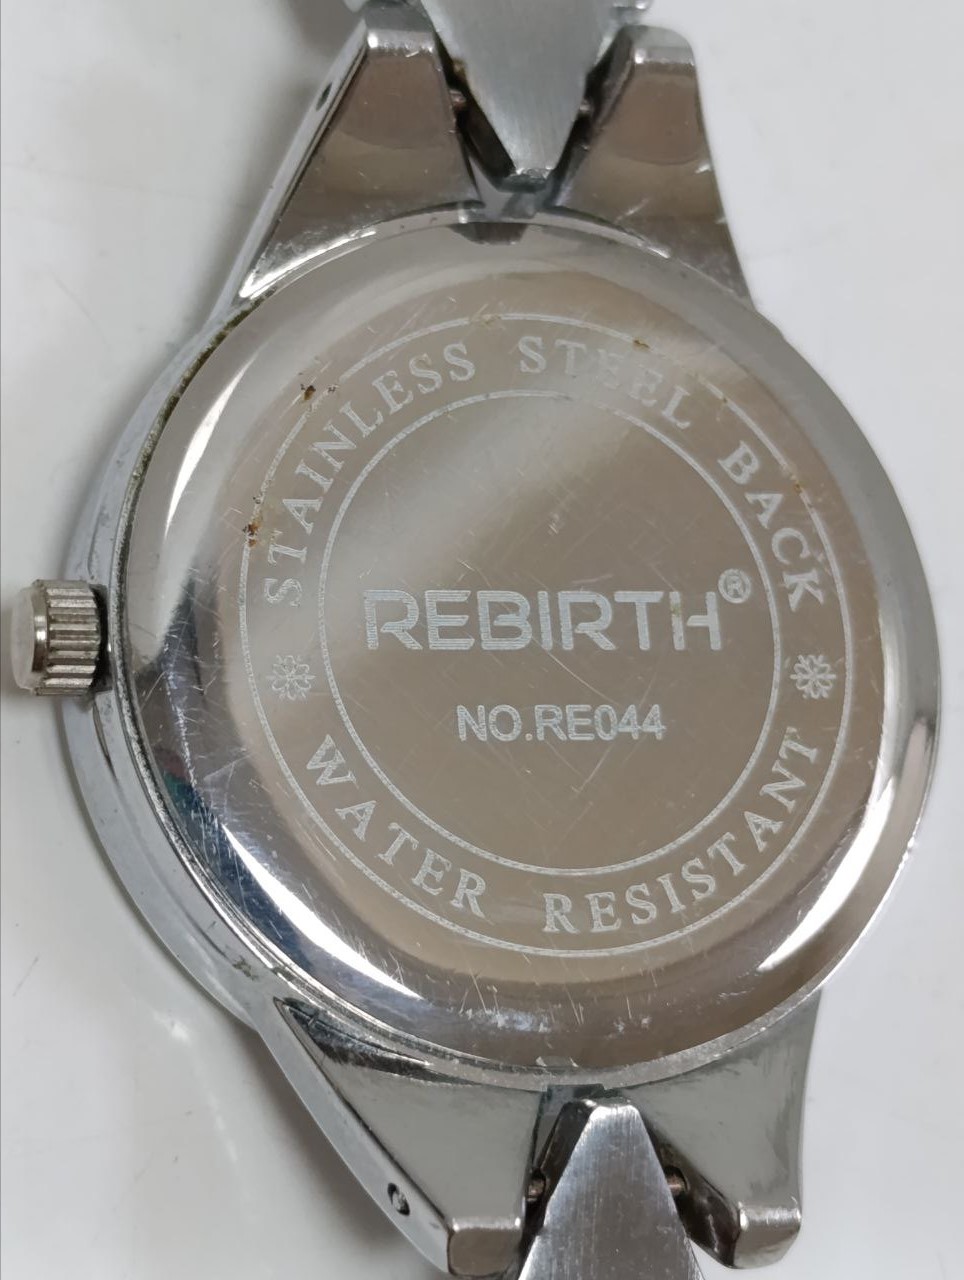 STAINLESS STEEL BACK
REBIRTH®
NO.RE044
WATER RESISTANT